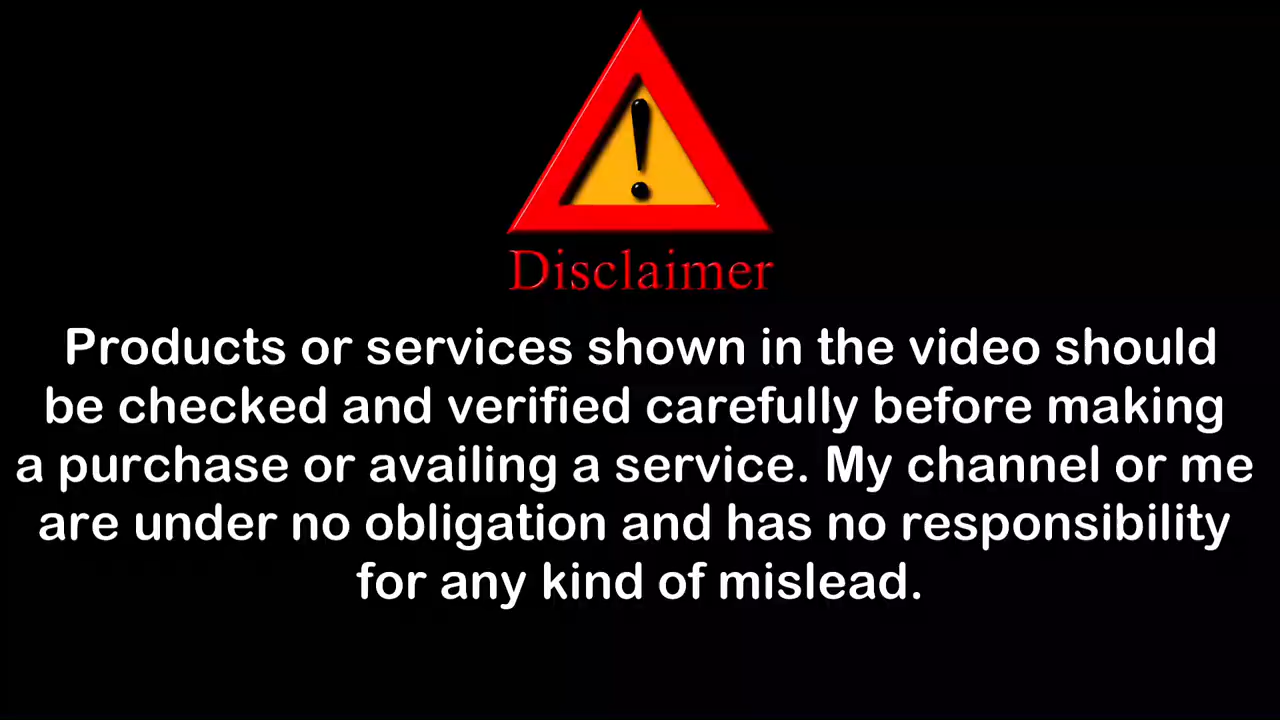 Disclaimer
Products or services shown in the video should
be checked and verified carefully before making
a purchase or availing a service. My channel or me
are under no obligation and has no responsibility
for any kind of mislead.